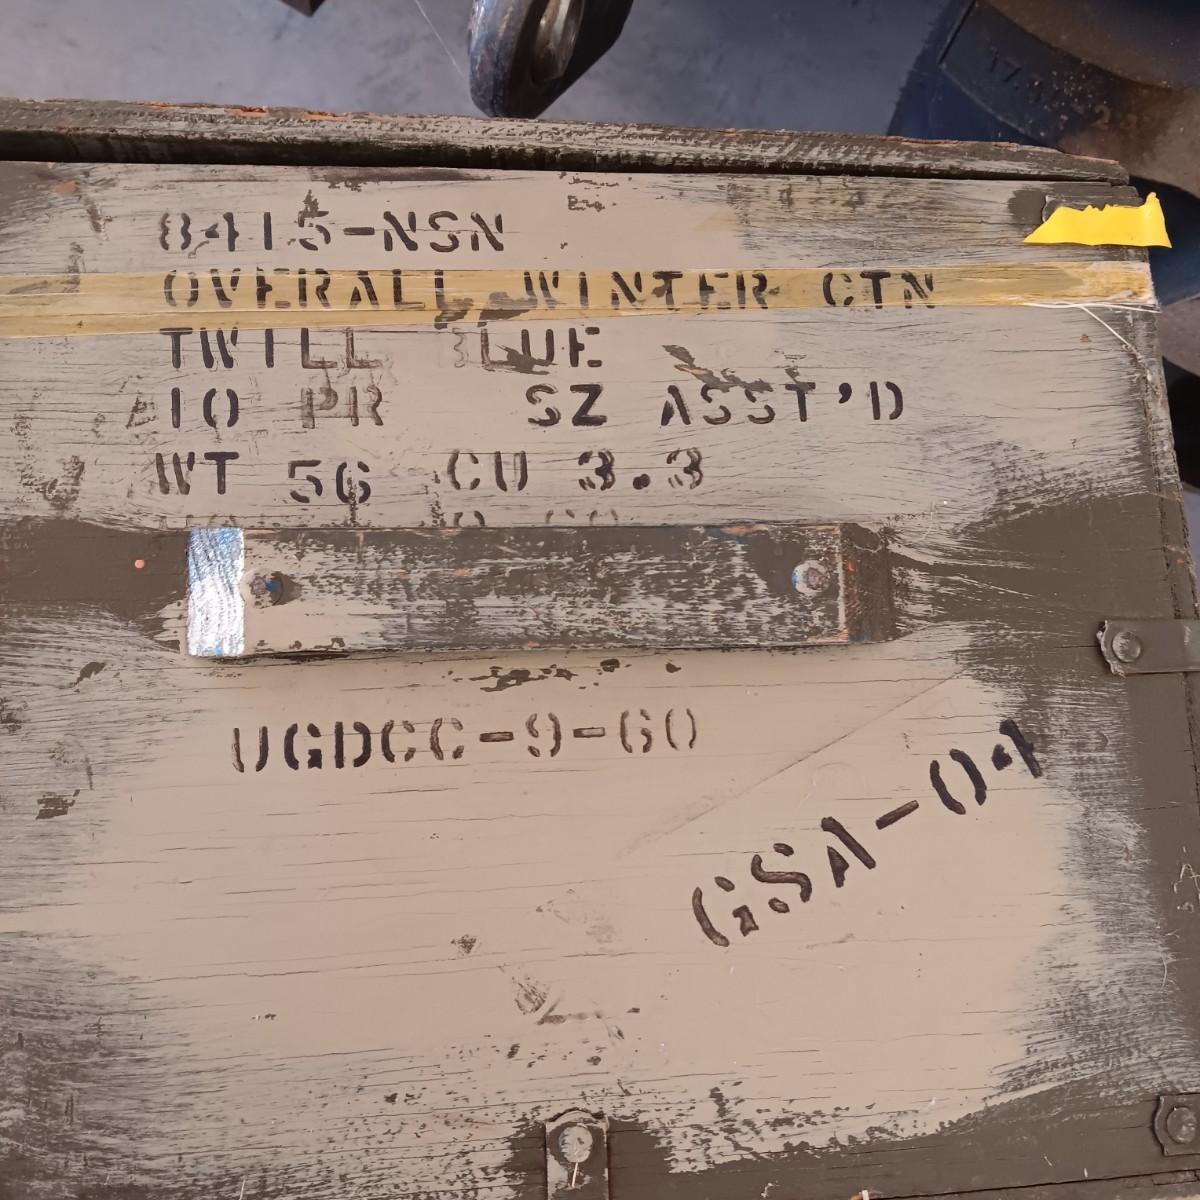 8415-NSN
OVERALL WINTER CTN
TWILL BLUE
10 PR SZ ASST'D
WT 56 CU 3.3
UGDCC-9-60
GSA-04